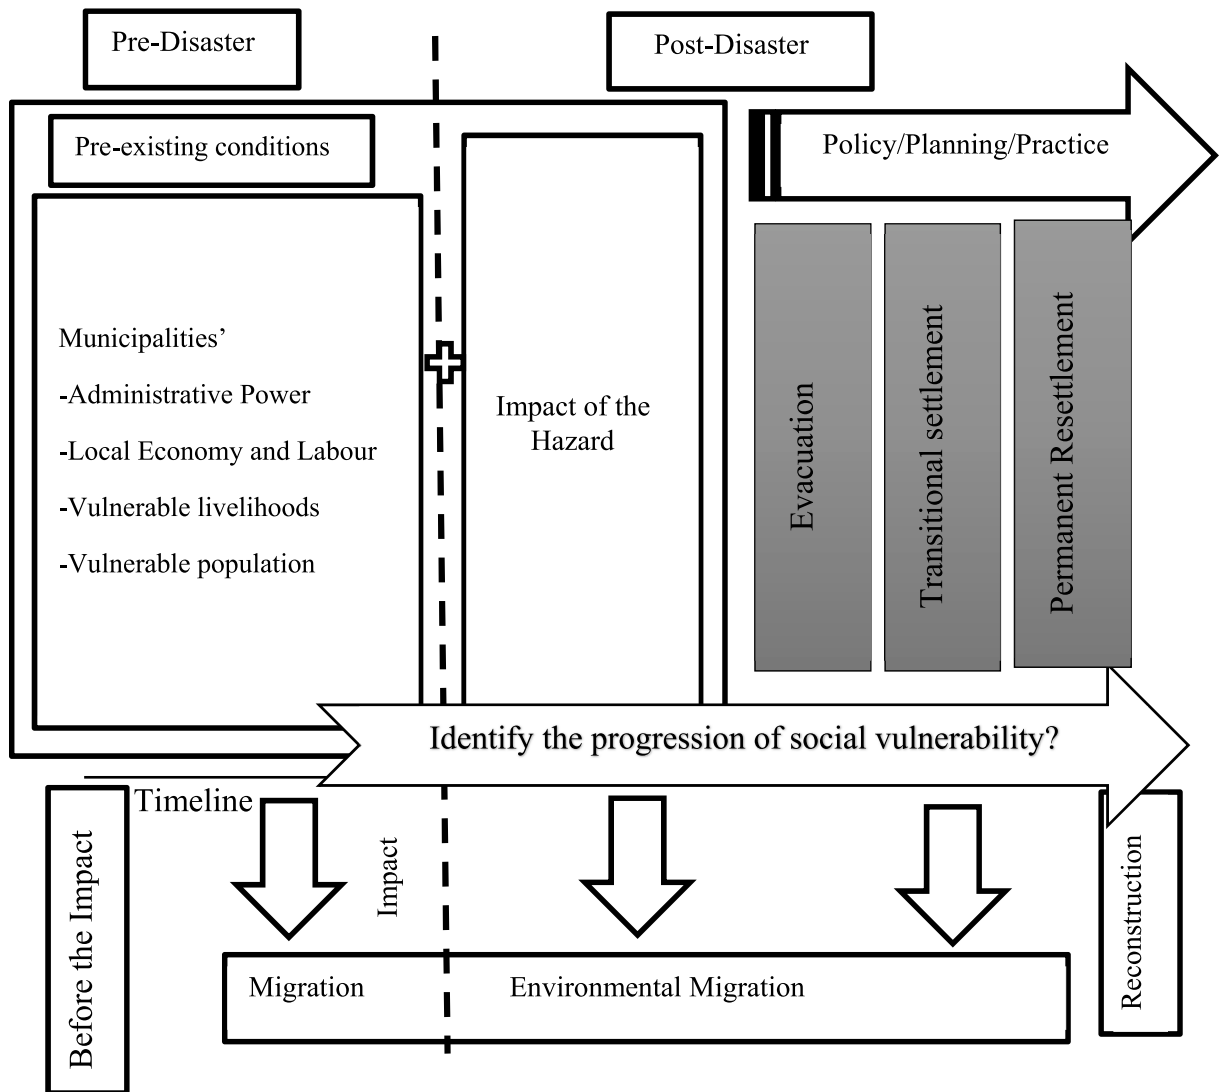 Pre-Disaster
Post-Disaster
Pre-existing conditions
Policy/Planning/Practice
Municipalities’
-Administrative Power
-Local Economy and Labour
-Vulnerable livelihoods
-Vulnerable population
Impact of the
Hazard
Evacuation
Transitional settlement
Permanent Resettlement
Identify the progression of social vulnerability?
Timeline
Before the Impact
Impact
Reconstruction
Migration
Environmental Migration